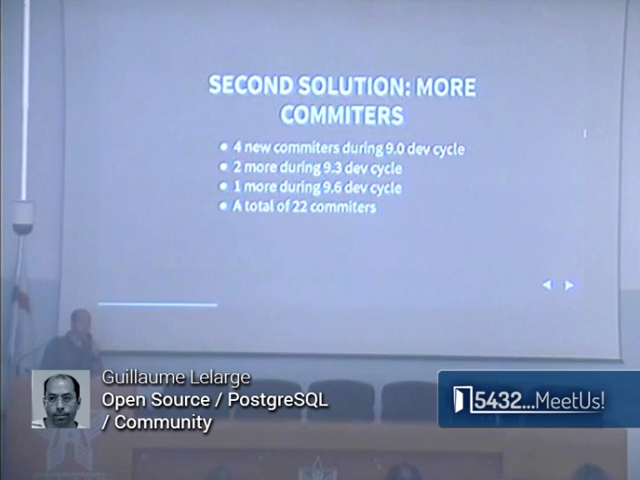 SECOND SOLUTION: MORE
COMMITERS
4 new commiters during 9.0 dev cycle
2 more during 9.3 dev cycle
1 more during 9.6 dev cycle
A total of 22 commiters
Guillaume Lelarge
Open Source / PostgreSQL
/ Community
5432...MeetUs!